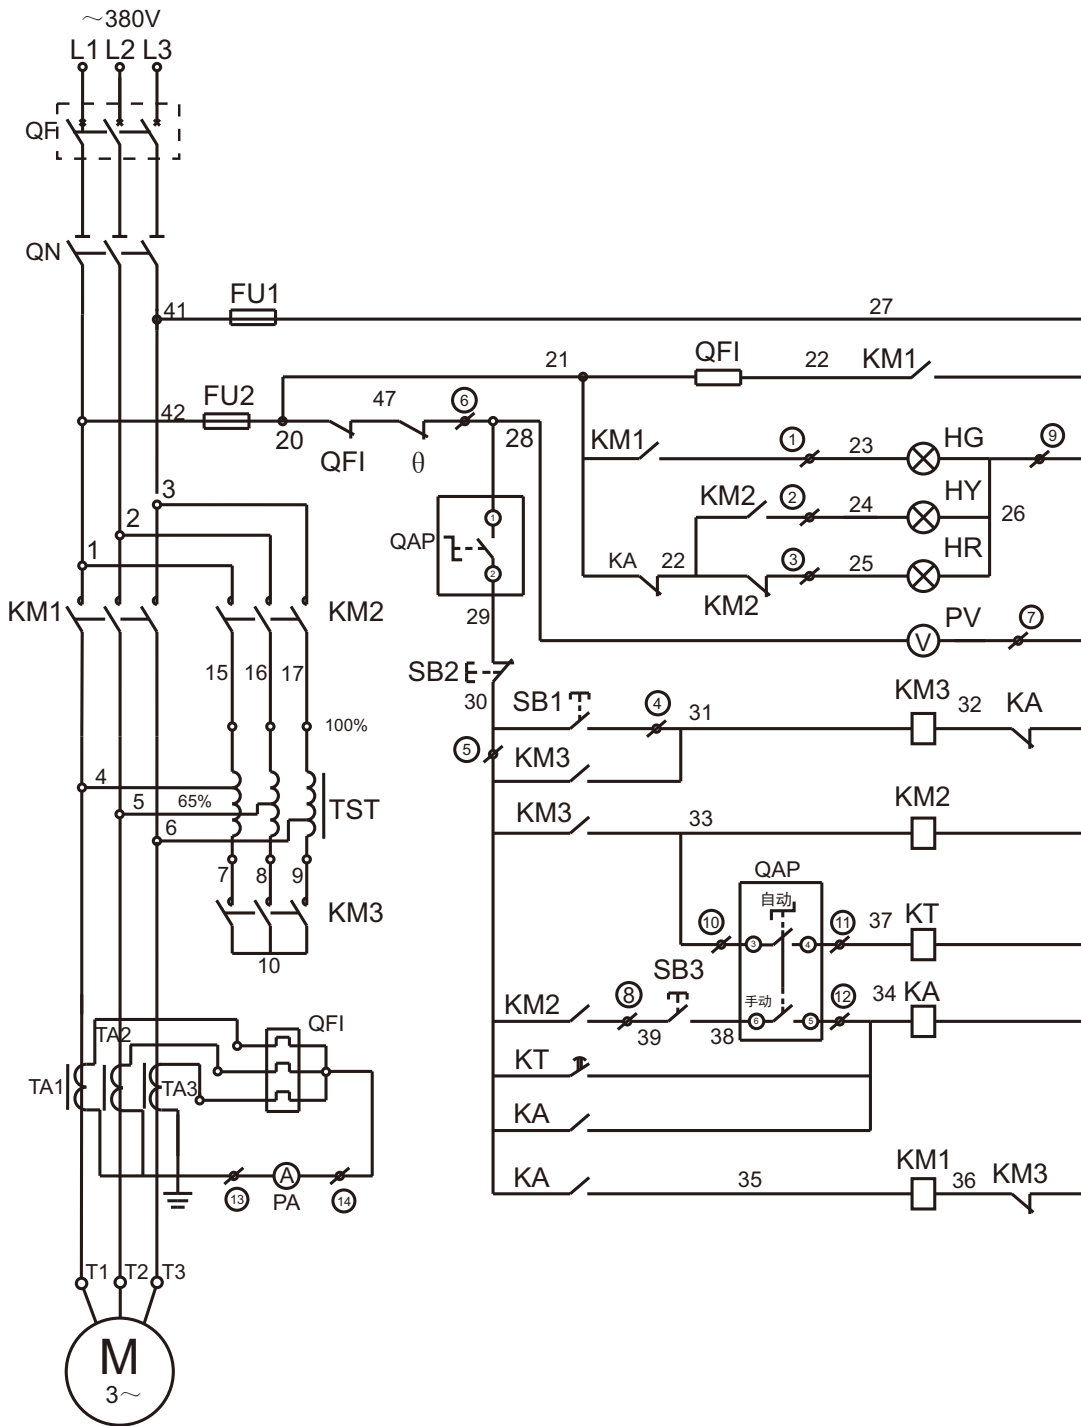 ～380V
L1 L2 L3
QF
QN
41 FU1 27
21 QFI 22 KM1
42 FU2 20 47 ⑥ 28
QFI θ
KM1 ① 23 HG ⑨
KM2 ② 24 HY 26
KA 22 KM2 ③ 25 HR
3
2
1
QAP ① ②
29
KM1 KM2
PV V ⑦
15 16 17
SB2
30
SB1 ④ 31 KM3 32 KA
100%
⑤ KM3
4
5 65%
6
TST
KM3 33 KM2
7 8 9
KM3
10
QAP
自动
⑩ ③ ④ ⑪ 37 KT
KM2 ⑧ 39 SB3 38
手动
⑥ ⑤ ⑫ 34 KA
TA2 QFI
TA1 TA3
KT
KA
⑬ A PA ⑭
KA 35 KM1 36 KM3
T1 T2 T3
M
3～